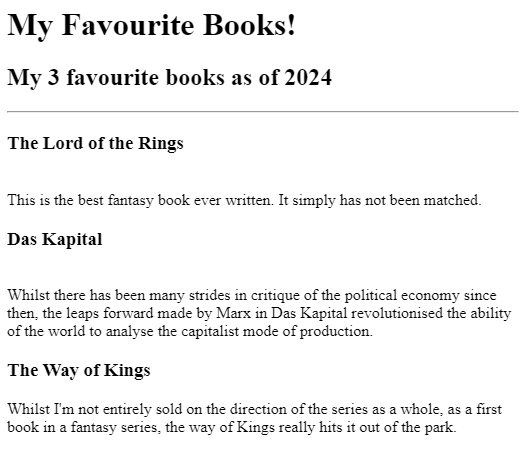 My Favourite Books!
My 3 favourite books as of 2024
The Lord of the Rings
This is the best fantasy book ever written. It simply has not been matched.
Das Kapital
Whilst there has been many strides in critique of the political economy since
then, the leaps forward made by Marx in Das Kapital revolutionised the ability
of the world to analyse the capitalist mode of production.
The Way of Kings
Whilst I'm not entirely sold on the direction of the series as a whole, as a first
book in a fantasy series, the way of Kings really hits it out of the park.